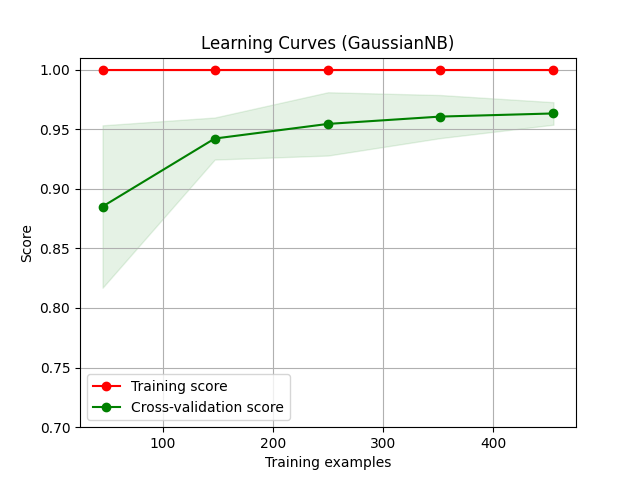 Learning Curves (GaussianNB)
1.00
0.95
0.90
0.85
0.80
0.75
0.70
Score
Training score
Cross-validation score
100
200
300
400
Training examples